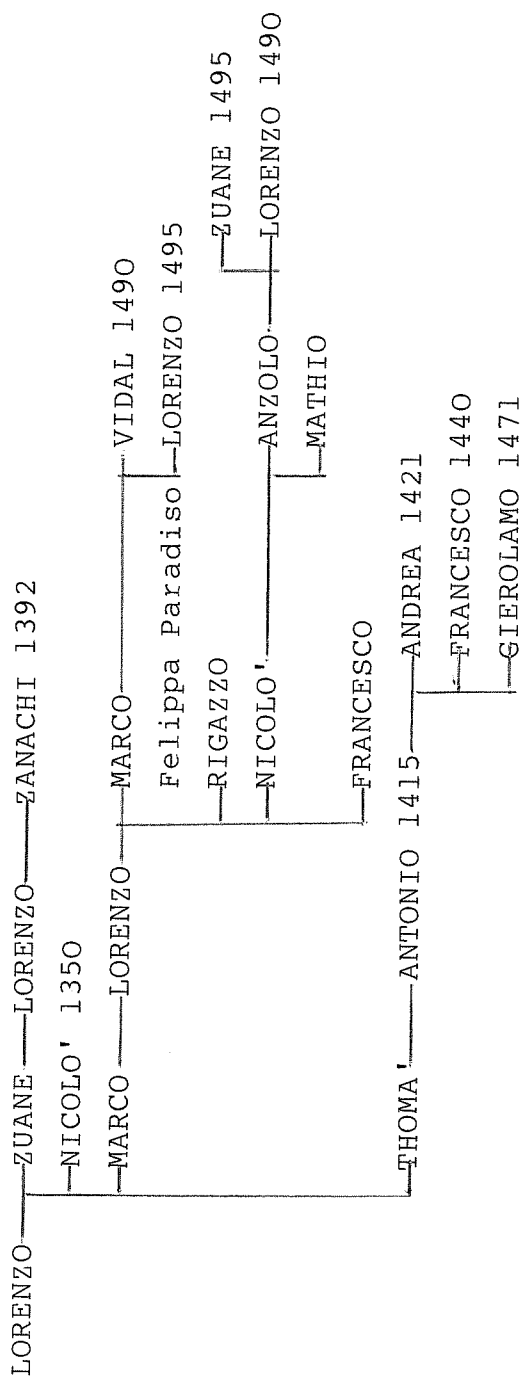 LORENZO ZUANE LORENZO ZANACHI 1392
NICOLO' 1350
MARCO LORENZO MARCO VIDAL 1490
Felippa Paradiso LORENZO 1495
RIGAZZO ZUANE 1495
NICOLO' ANZOLO LORENZO 1490
MATHIO
FRANCESCO
THOMA' ANTONIO 1415 ANDREA 1421
FRANCESCO 1440
GIEROLAMO 1471